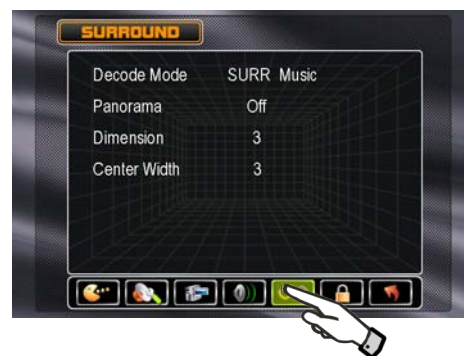 SURROUND
Decode Mode SURR Music
Panorama Off
Dimension 3
Center Width 3